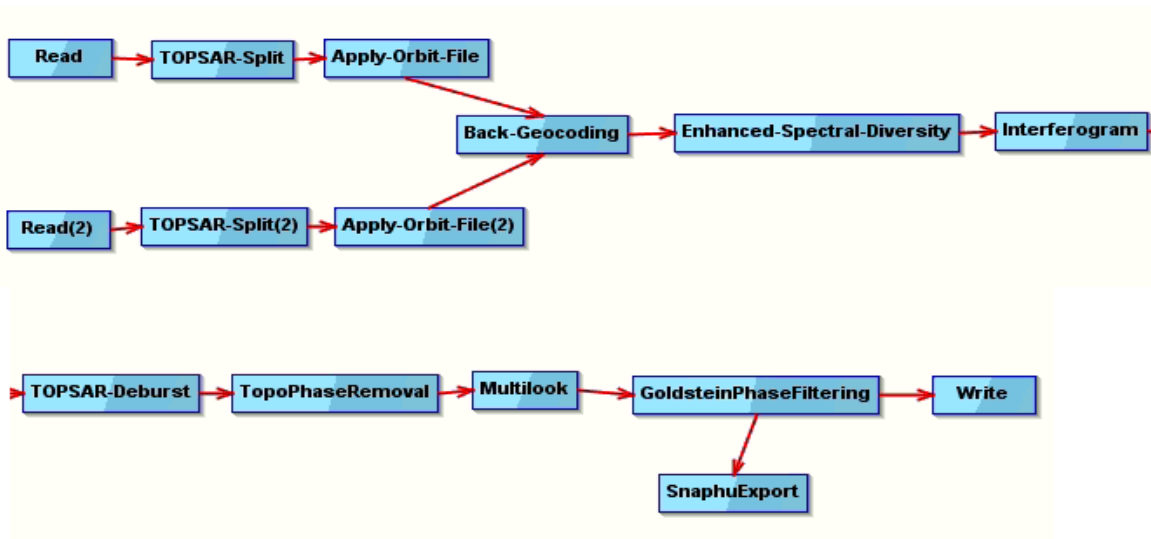 Read
TOPSAR-Split
Apply-Orbit-File
Back-Geocoding
Enhanced-Spectral-Diversity
Interferogram
Read(2)
TOPSAR-Split(2)
Apply-Orbit-File(2)
TOPSAR-Deburst
TopoPhaseRemoval
Multilook
GoldsteinPhaseFiltering
Write
SnaphuExport